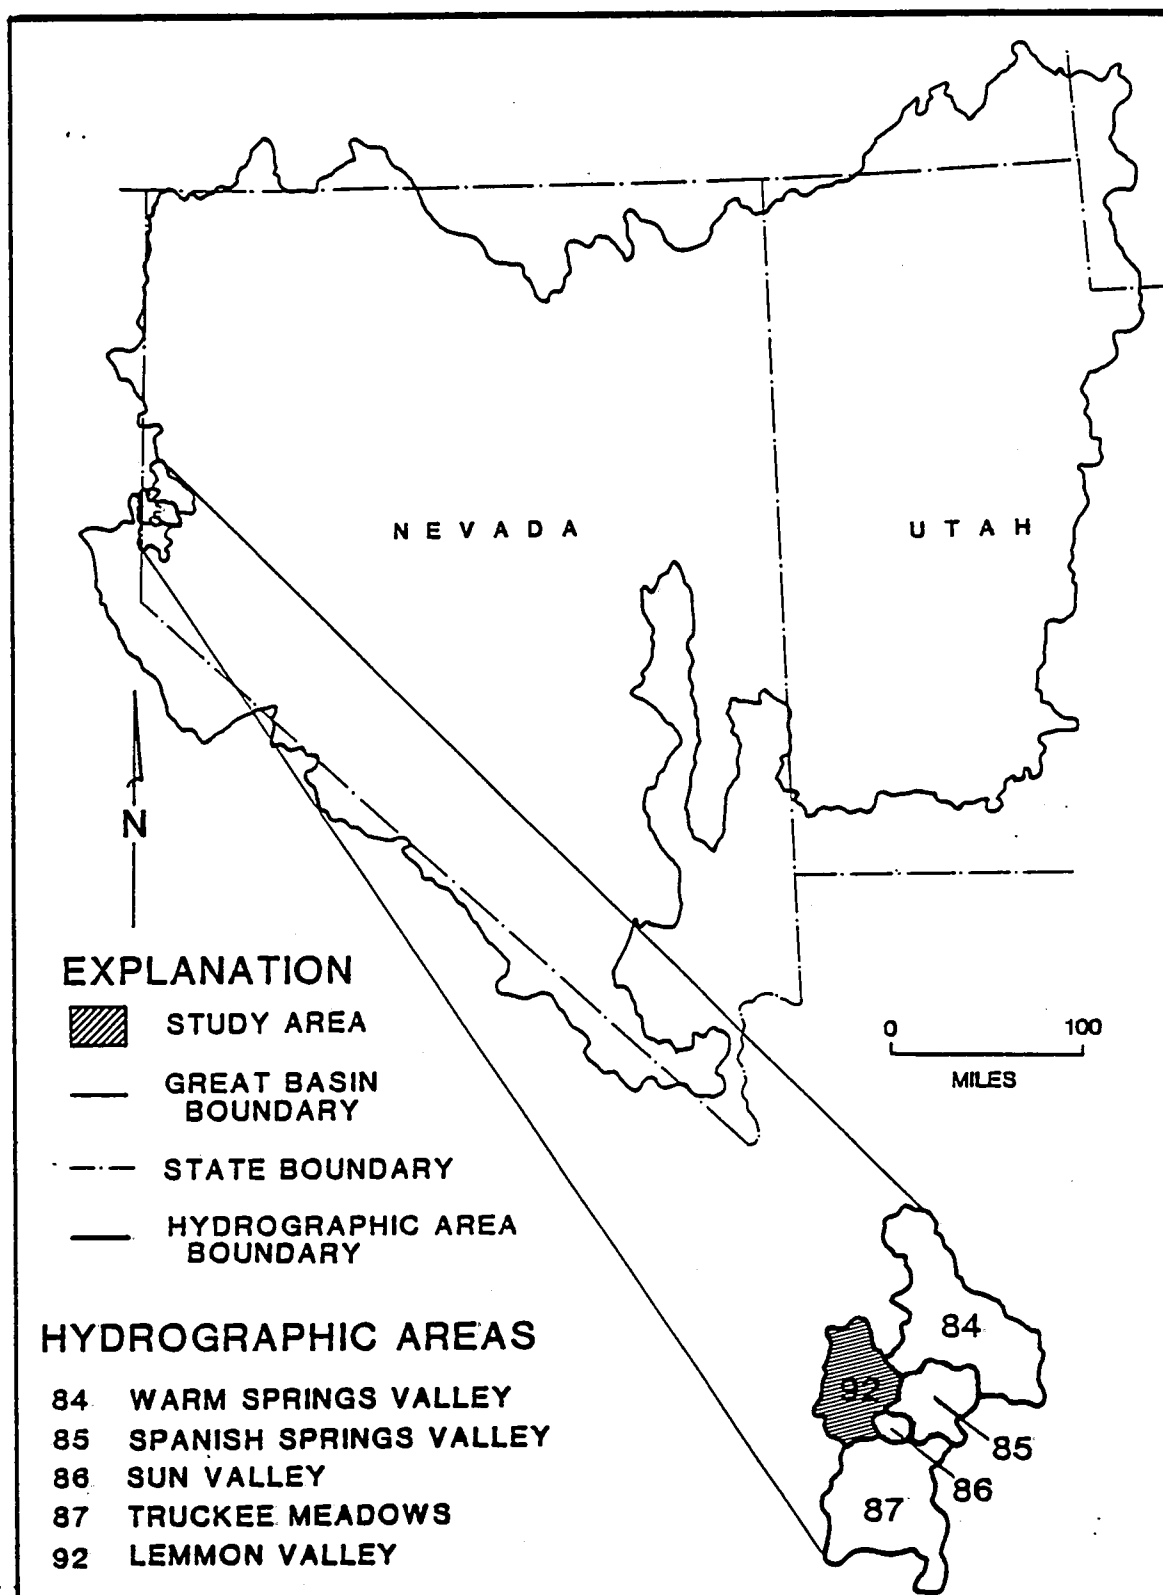 NEVADA
UTAH
N
EXPLANATION
STUDY AREA
GREAT BASIN
BOUNDARY
STATE BOUNDARY
HYDROGRAPHIC AREA
BOUNDARY
0 100
MILES
HYDROGRAPHIC AREAS
84 WARM SPRINGS VALLEY
85 SPANISH SPRINGS VALLEY
86 SUN VALLEY
87 TRUCKEE MEADOWS
92 LEMMON VALLEY
84
92
85
86
87